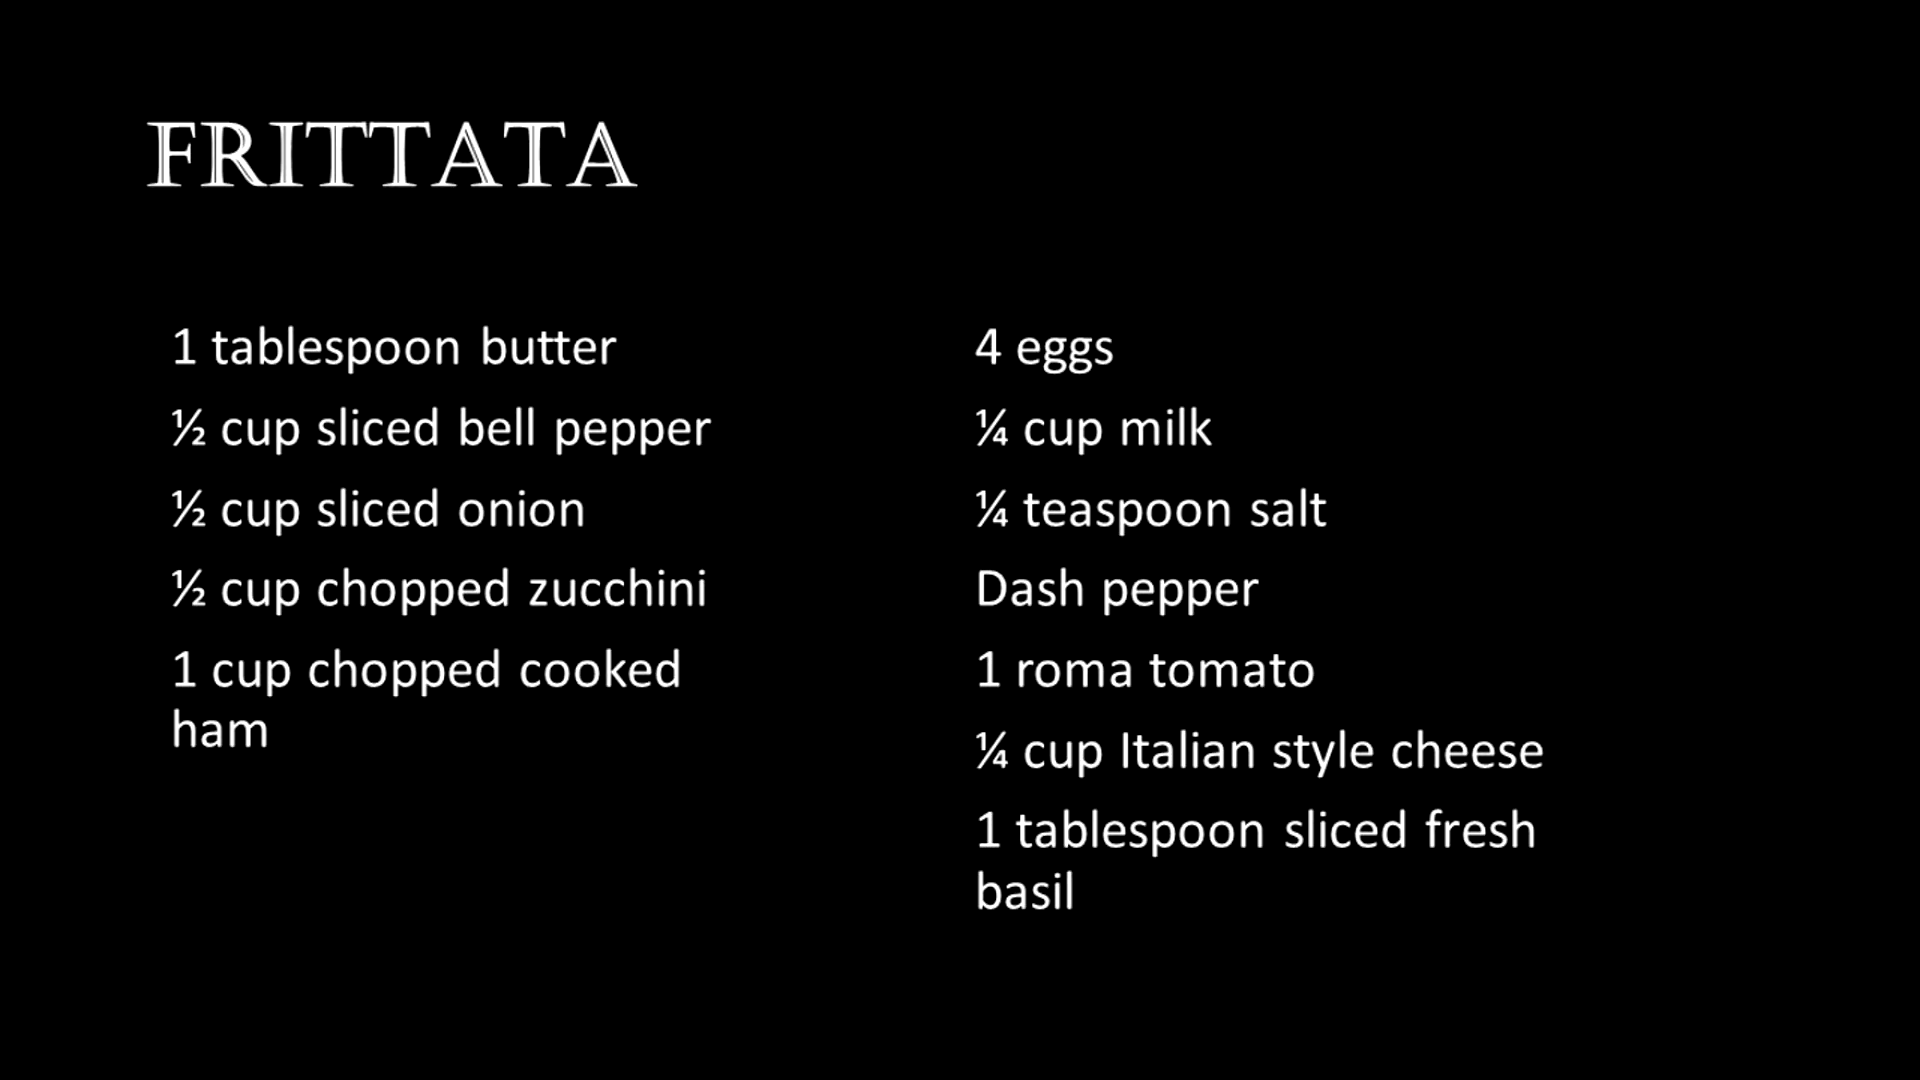 FRITTATA
1 tablespoon butter
½ cup sliced bell pepper
½ cup sliced onion
½ cup chopped zucchini
1 cup chopped cooked
ham
4 eggs
¼ cup milk
¼ teaspoon salt
Dash pepper
1 roma tomato
¼ cup Italian style cheese
1 tablespoon sliced fresh
basil